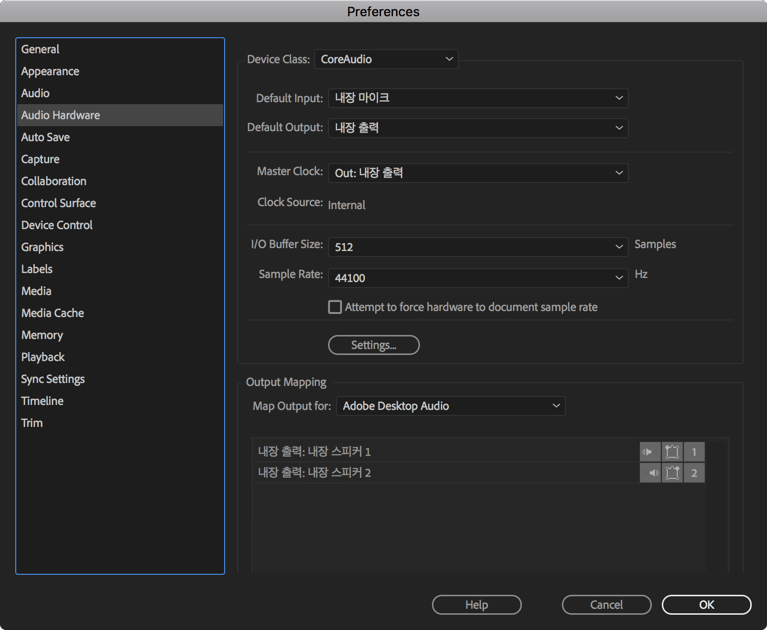 Preferences
General
Appearance
Audio
Audio Hardware
Auto Save
Capture
Collaboration
Control Surface
Device Control
Graphics
Labels
Media
Media Cache
Memory
Playback
Sync Settings
Timeline
Trim
Device Class: CoreAudio
Default Input: 내장 마이크
Default Output: 내장 출력
Master Clock: Out: 내장 출력
Clock Source: Internal
I/O Buffer Size: 512 Samples
Sample Rate: 44100 Hz
Attempt to force hardware to document sample rate
Settings...
Output Mapping
Map Output for: Adobe Desktop Audio
내장 출력: 내장 스피커 1 1
내장 출력: 내장 스피커 2 2
Help Cancel OK